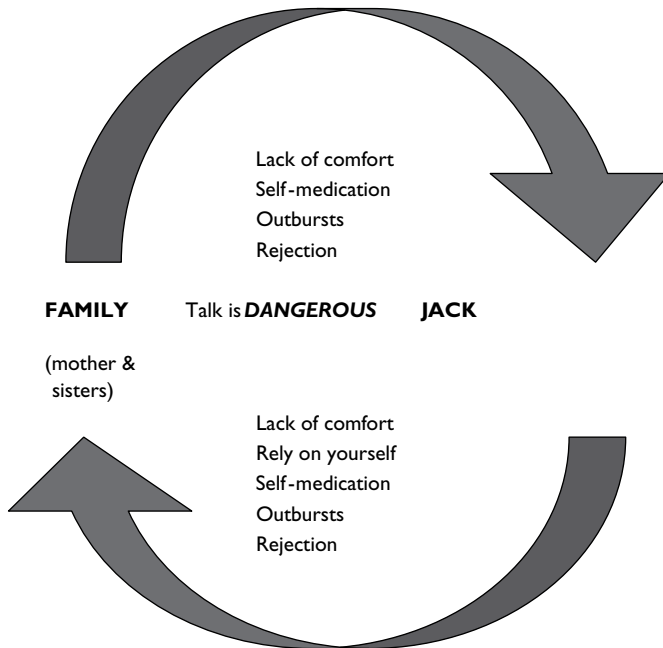 Lack of comfort
Self-medication
Outbursts
Rejection
FAMILY Talk is DANGEROUS JACK
(mother &
sisters)
Lack of comfort
Rely on yourself
Self-medication
Outbursts
Rejection